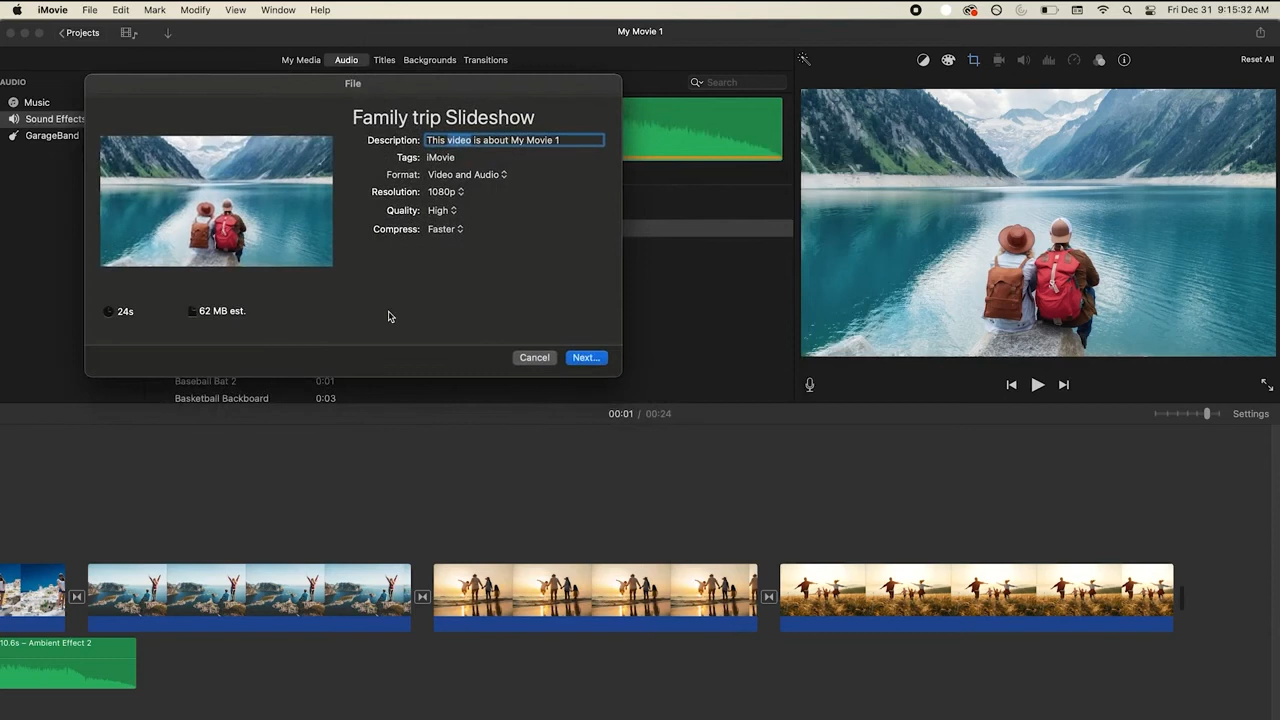 iMovie File Edit Mark Modify View Window Help Fri Dec 31 9:15:32 AM
Projects My Movie 1
My Media Audio Titles Backgrounds Transitions Reset All
AUDIO
Music
Sound Effects
GarageBand
Search
File
Family trip Slideshow
Description: This video is about My Movie 1
Tags: iMovie
Format: Video and Audio
Resolution: 1080p
Quality: High
Compress: Faster
24s 62 MB est.
Cancel Next...
Baseball Bat 2 0:01
Basketball Backboard 0:03
00:01 / 00:24 Settings
10.6s – Ambient Effect 2